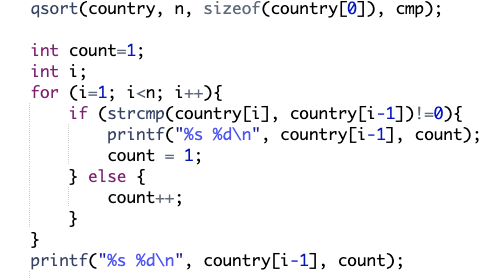 qsort(country, n, sizeof(country[0]), cmp);
int count=1;
int i;
for (i=1; i<n; i++){
if (strcmp(country[i], country[i-1])!=0){
printf("%s %d\n", country[i-1], count);
count = 1;
} else {
count++;
}
}
printf("%s %d\n", country[i-1], count);